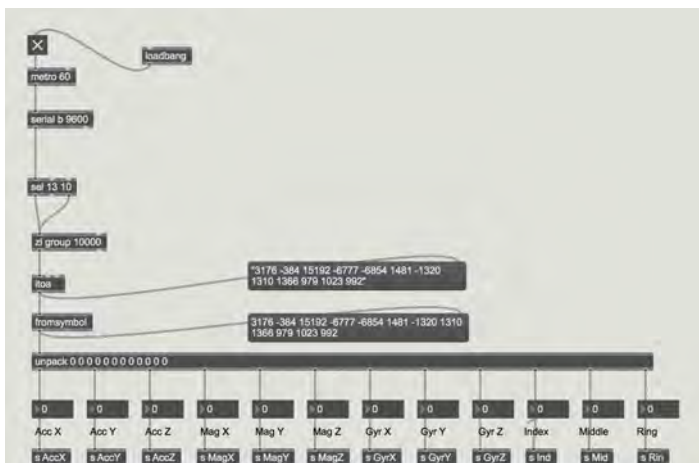 loadbang
metro 60
serial b 9600
sel 13 10
zl group 10000
"3176 -384 15192 -6777 -6854 1481 -1320
1310 1366 979 1023 992"
itoa
fromsymbol
3176 -384 15192 -6777 -6854 1481 -1320 1310
1366 979 1023 992
unpack 0 0 0 0 0 0 0 0 0 0 0 0
0 0 0 0 0 0 0 0 0 0 0 0
Acc X Acc Y Acc Z Mag X Mag Y Mag Z Gyr X Gyr Y Gyr Z Index Middle Ring
s AccX s AccY s AccZ s MagX s MagY s MagZ s GyrX s GyrY s GyrZ s Ind s Mid s Rin